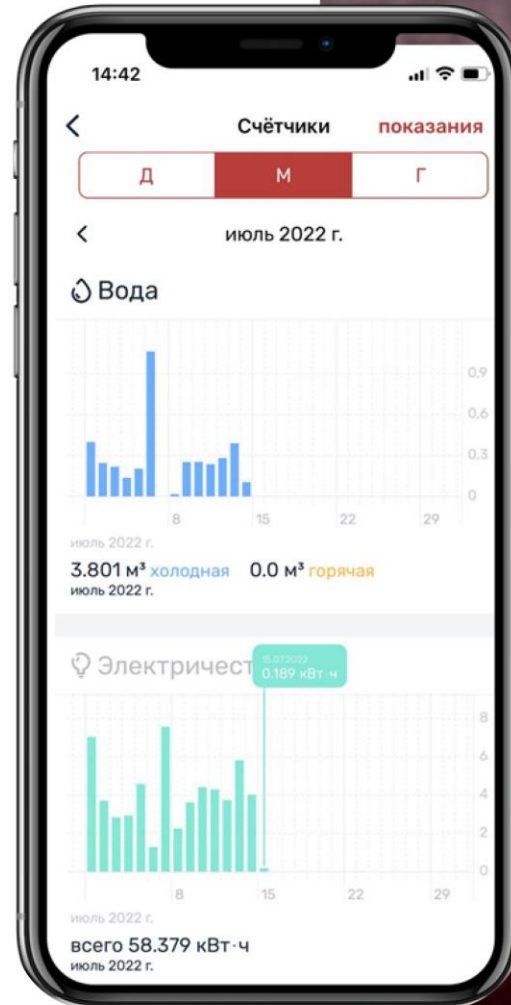 14:42
Счётчики показания
Д М Г
июль 2022 г.
Вода
0,9
0,6
0,3
0
8 15 22 29
июль 2022 г.
3.801 м³ холодная 0.0 м³ горячая
июль 2022 г.
15.07.2022
Электричест 0.189 кВт·ч
8
6
4
2
0
8 15 22 29
июль 2022 г.
всего 58.379 кВт·ч
июль 2022 г.